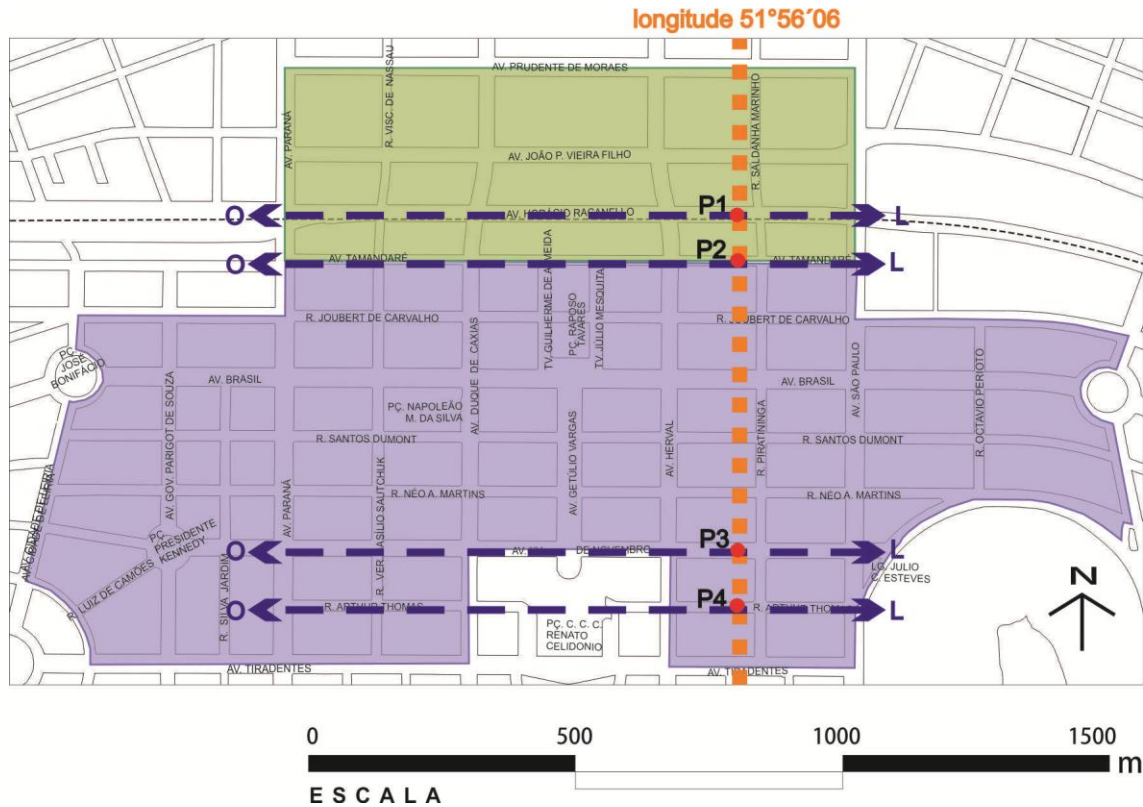 longitude 51°56´06
AV. PRUDENTE DE MORAES
R. VISC. DE NASSAU
AV. PARANÁ
R. SALDANHA MARINHO
AV. JOÃO P. VIEIRA FILHO
P1
O
AV. HORÁCIO RACANELLO
L
P2
O
AV. TAMANDARÉ
AV. TAMANDARÉ
L
TV. GUILHERME DE ALMEIDA
PÇ. RAPOSO
TAVARES
TV. JÚLIO MESQUITA
R. JOUBERT DE CARVALHO
R. JOUBERT DE CARVALHO
PÇ.
JOSÉ
BONIFÁCIO
AV. DUQUE DE CAXIAS
AV. BRASIL
AV. BRASIL
AV. SÃO PAULO
R. OCTAVIO PERIOTO
AV. GOV. PARIGOT DE SOUZA
PÇ. NAPOLEÃO
M. DA SILVA
R. SANTOS DUMONT
R. SANTOS DUMONT
AV. GETÚLIO VARGAS
AV. HERVAL
R. PIRATININGA
R. VER. BASÍLIO SAUTCHUK
AV. PARANÁ
R. NÉO A. MARTINS
R. NÉO A. MARTINS
PÇ.
PRESIDENTE
KENNEDY
R. LUIZ DE CAMÕES
R. SILVA JARDIM
P3
O
DE NOVEMBRO
L
LG. JULIO
C. ESTEVES
P4
O
R. ARTHUR THOMAS
R. ARTHUR THOMAS
L
PÇ. C. C. C.
RENATO
CELIDONIO
N
AV. TIRADENTES
AV. TIRADENTES
0 500 1000 1500 m
ESCALA